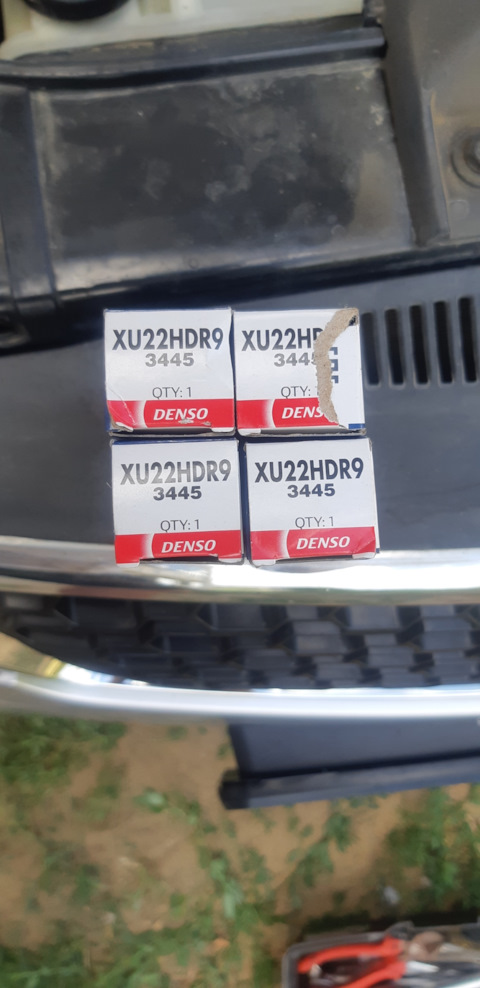 XU22HDR9
3445
QTY: 1
DENSO
XU22HD
344
QTY:
DENS
XU22HDR9
3445
QTY: 1
DENSO
XU22HDR9
3445
QTY: 1
DENSO